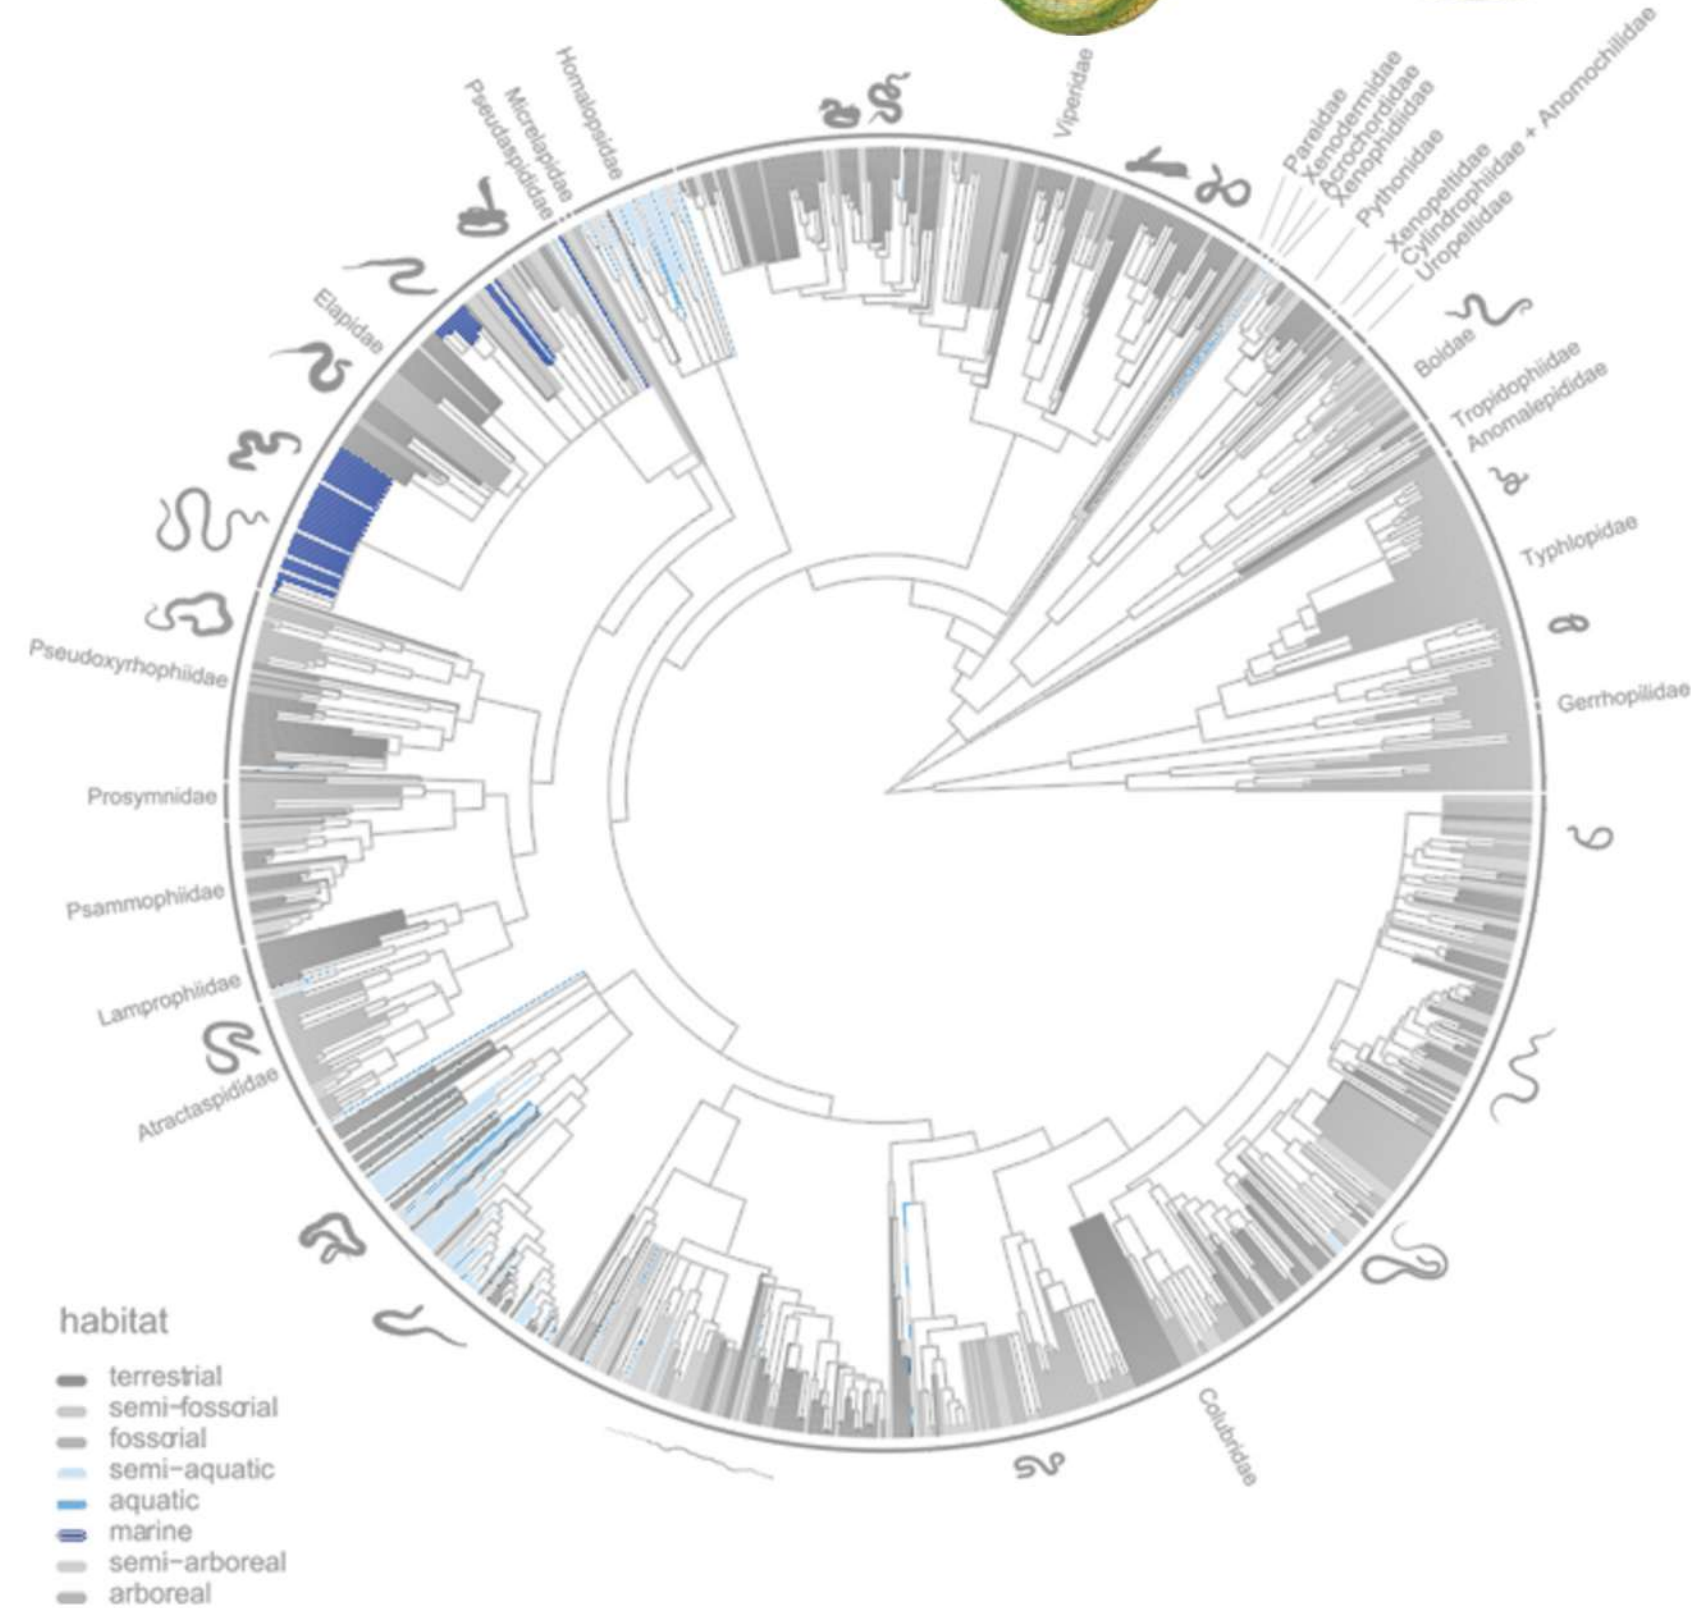 Homalopsidae
Micrelapidae
Pseudaspididae
Elapidae
Viperidae
Pareidae
Xenodermidae
Acrochordidae
Xenophidiidae
Pythonidae
Xenopeltidae
Cylindrophiidae + Anomochilidae
Uropeltidae
Boidae
Tropidophiidae
Anomalepididae
Typhlopidae
Gerrhopilidae
Pseudoxyrhophiidae
Prosymnidae
Psammophiidae
Lamprophiidae
Atractaspididae
Colubridae
habitat
terrestrial
semi-fossorial
fossorial
semi-aquatic
aquatic
marine
semi-arboreal
arboreal